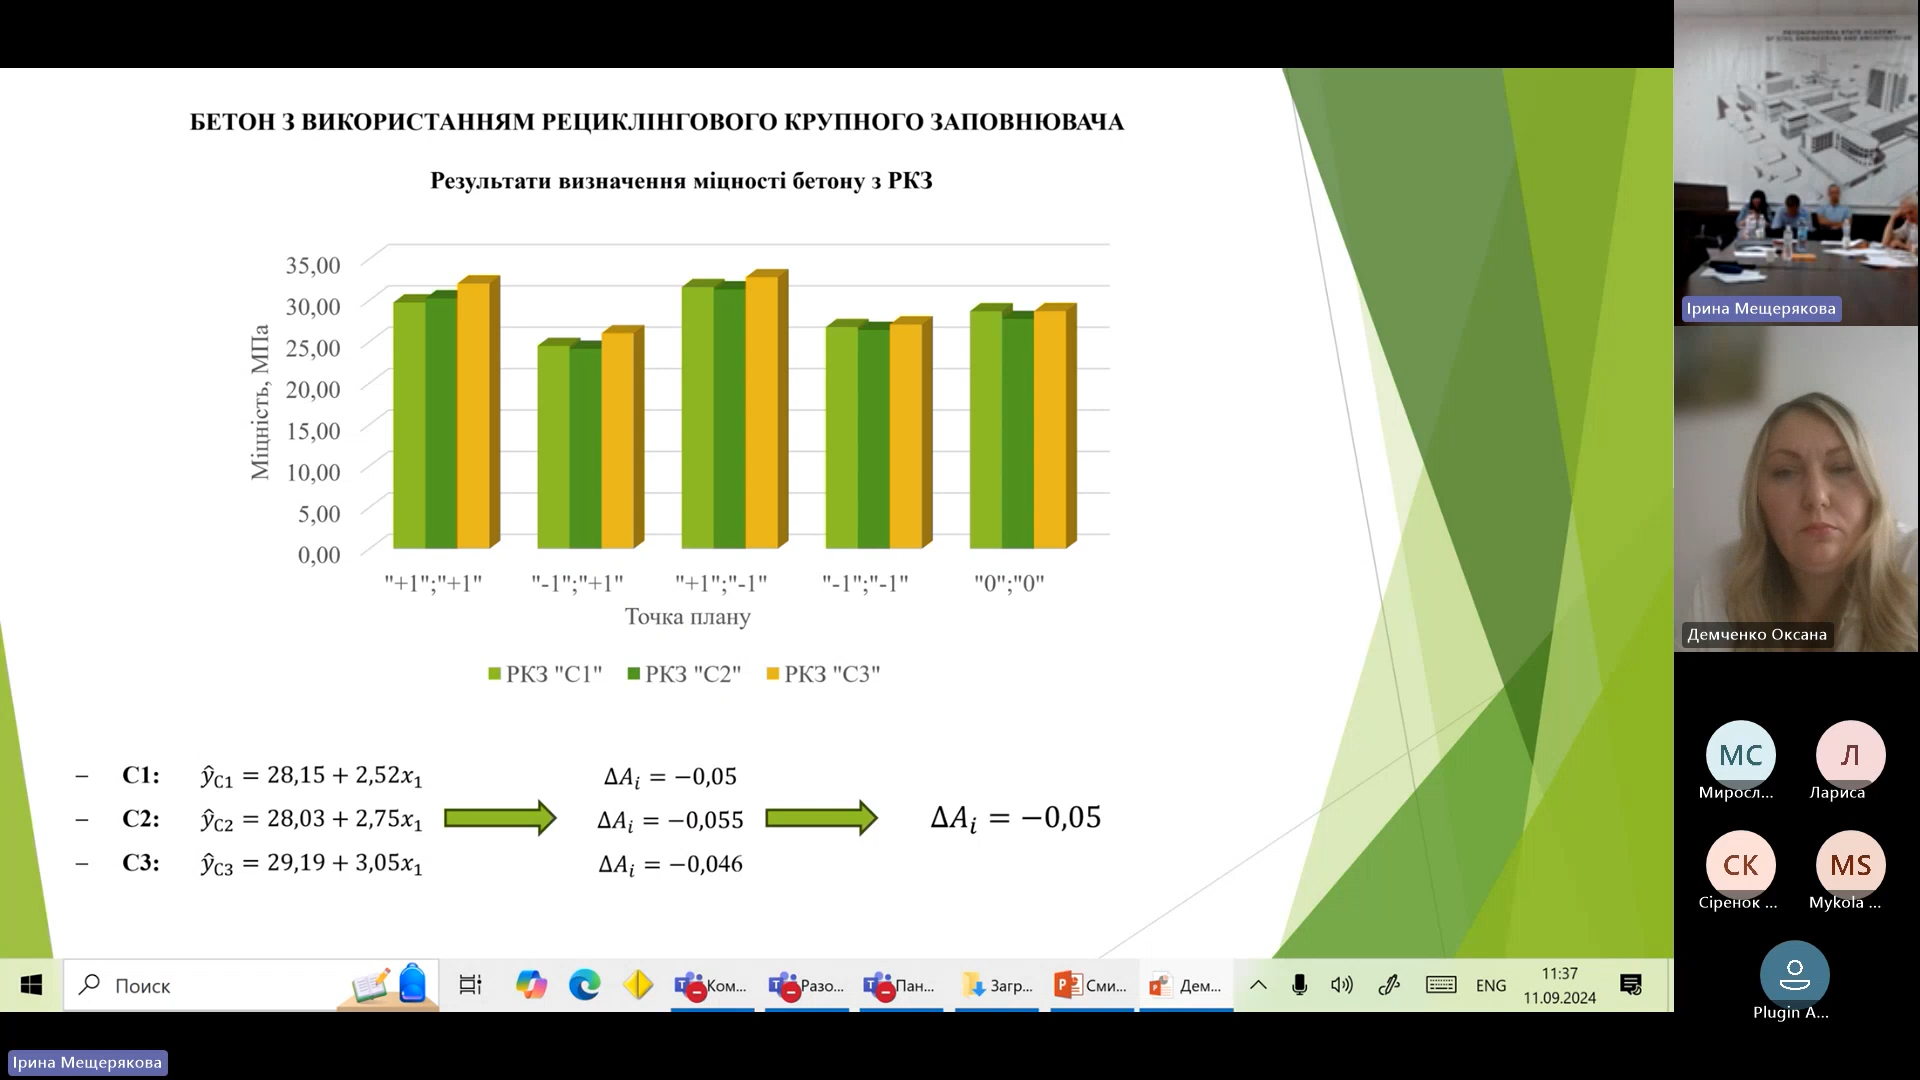 БЕТОН З ВИКОРИСТАННЯМ РЕЦИКЛІНГОВОГО КРУПНОГО ЗАПОВНЮВАЧА
Результати визначення міцності бетону з РКЗ
Міцність, МПа
35,00
30,00
25,00
20,00
15,00
10,00
5,00
0,00
"+1";"+1" "-1";"+1" "+1";"-1" "-1";"-1" "0";"0"
Точка плану
РКЗ "С1" РКЗ "С2" РКЗ "С3"
– С1: ŷ_C1 = 28,15 + 2,52x₁ ΔA_i = −0,05
– С2: ŷ_C2 = 28,03 + 2,75x₁ ΔA_i = −0,055 ΔA_i = −0,05
– С3: ŷ_C3 = 29,19 + 3,05x₁ ΔA_i = −0,046
Поиск
Ком...
Разо...
Пан...
Загр...
Сми...
Дем...
ENG
11:37
11.09.2024
Ірина Мещерякова
Ірина Мещерякова
Демченко Оксана
МС Л
Миросл... Лариса
СК MS
Сіренок ... Mykola ...
Plugin A...